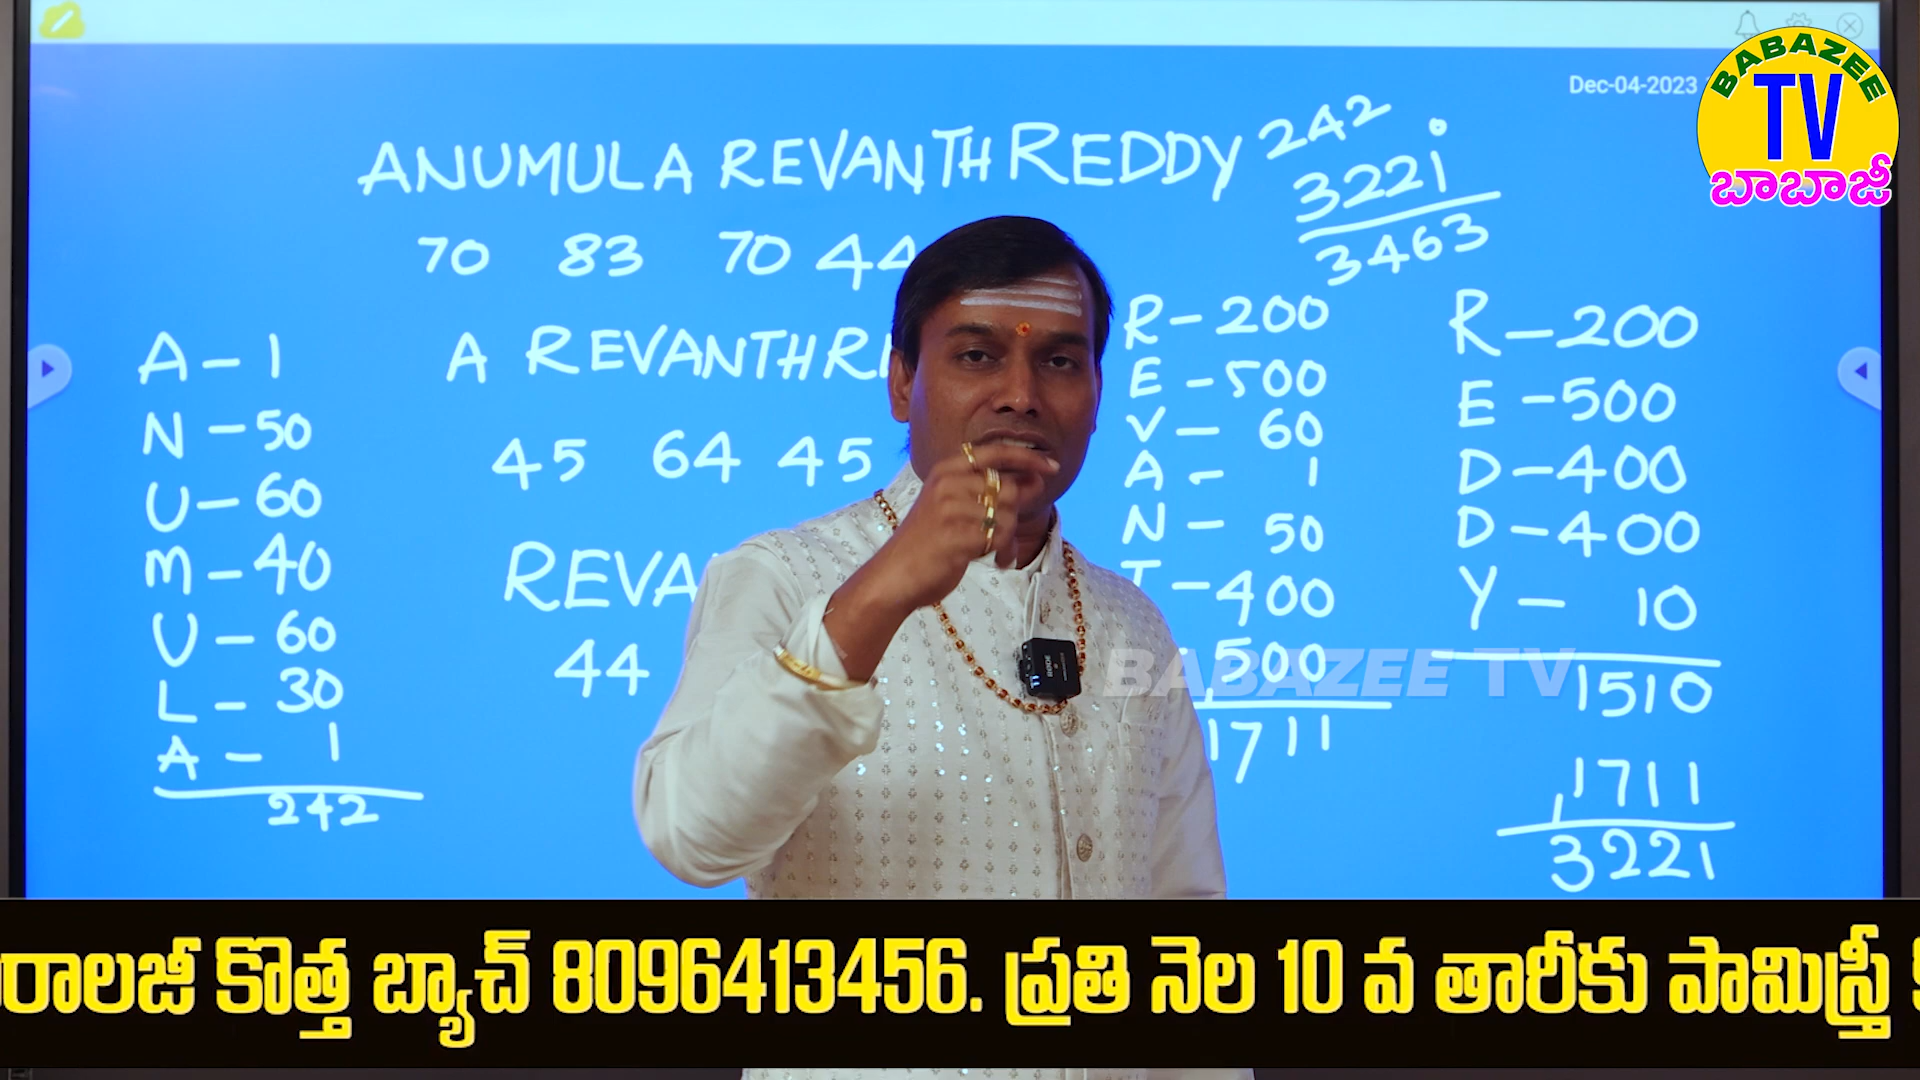 Dec-04-2023
BABAZEE
TV
బాబాజీ
ANUMULA REVANTH REDDY
242
3221
3463
70 83 70 44
A REVANTH R
45 64 45
REVA
44
A - 1
N - 50
U - 60
M - 40
U - 60
L - 30
A - 1
242
R - 200
E - 500
V - 60
A - 1
N - 50
T - 400
500
1711
R - 200
E - 500
D - 400
D - 400
Y - 10
1510
1711
3221
BABAZEE TV
రాలజీ కొత్త బ్యాచ్ 8096413456. ప్రతి నెల 10 వ తారీకు పామిస్త్రీ